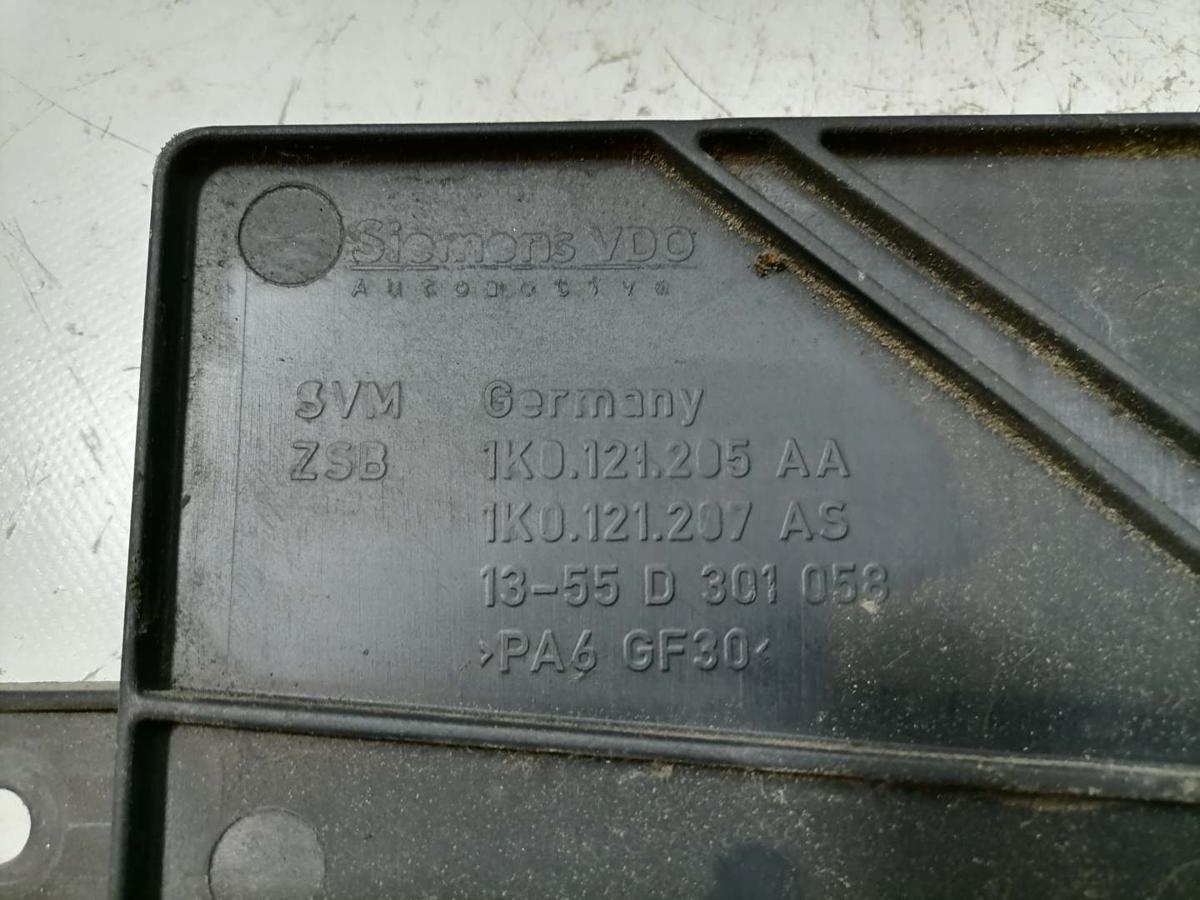 Siemens VDO
Automotive
SVM Germany
ZSB 1K0.121.205 AA
1K0.121.207 AS
13-55 D 301 058
>PA6 GF30<